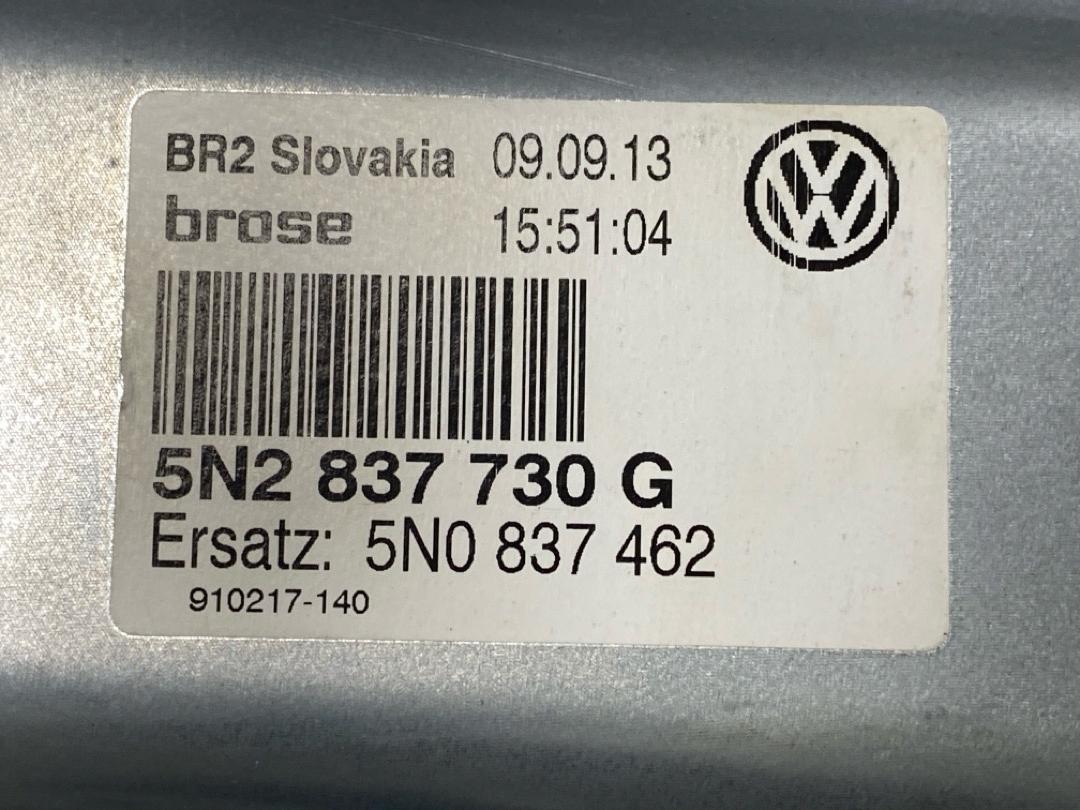 BR2 Slovakia 09.09.13
brose 15:51:04
5N2 837 730 G
Ersatz: 5N0 837 462
910217-140